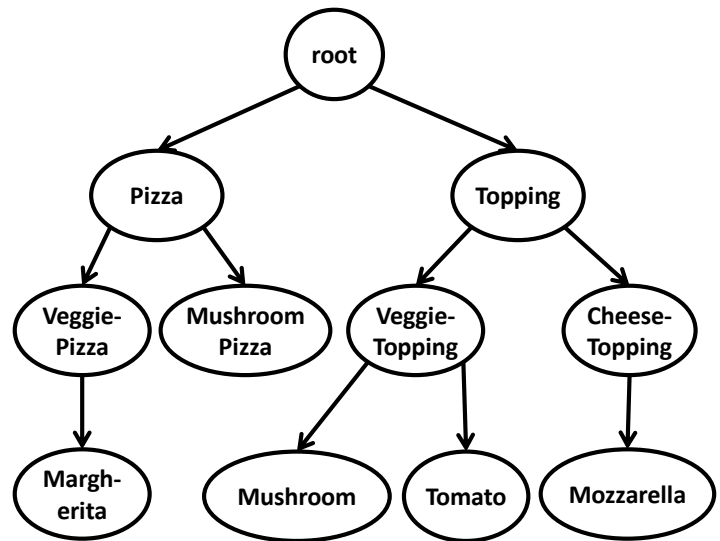 root
Pizza
Topping
Veggie-
Pizza
Mushroom
Pizza
Veggie-
Topping
Cheese-
Topping
Margh-
erita
Mushroom
Tomato
Mozzarella